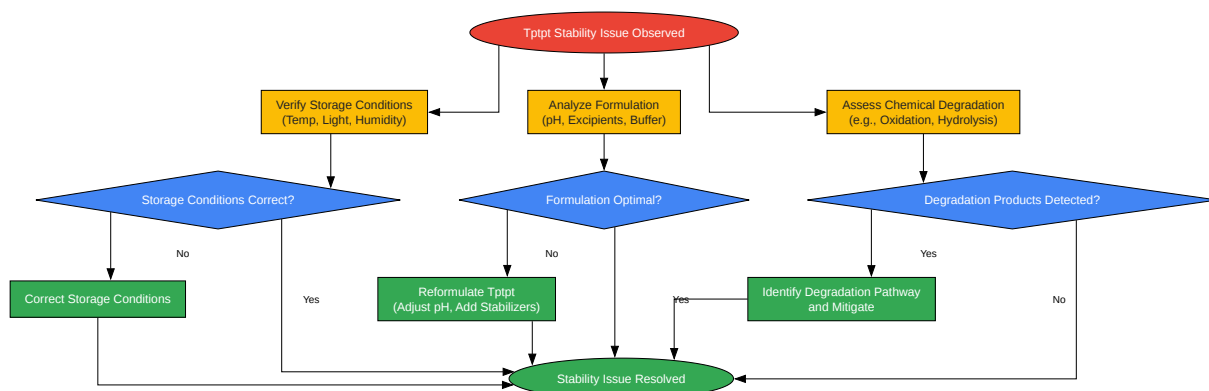 Tptpt Stability Issue Observed
Verify Storage Conditions
(Temp, Light, Humidity)
Analyze Formulation
(pH, Excipients, Buffer)
Assess Chemical Degradation
(e.g., Oxidation, Hydrolysis)
Storage Conditions Correct?
Formulation Optimal?
Degradation Products Detected?
No
No
Yes
Correct Storage Conditions
Yes
Reformulate Tptpt
(Adjust pH, Add Stabilizers)
Yes
Identify Degradation Pathway
and Mitigate
No
Stability Issue Resolved